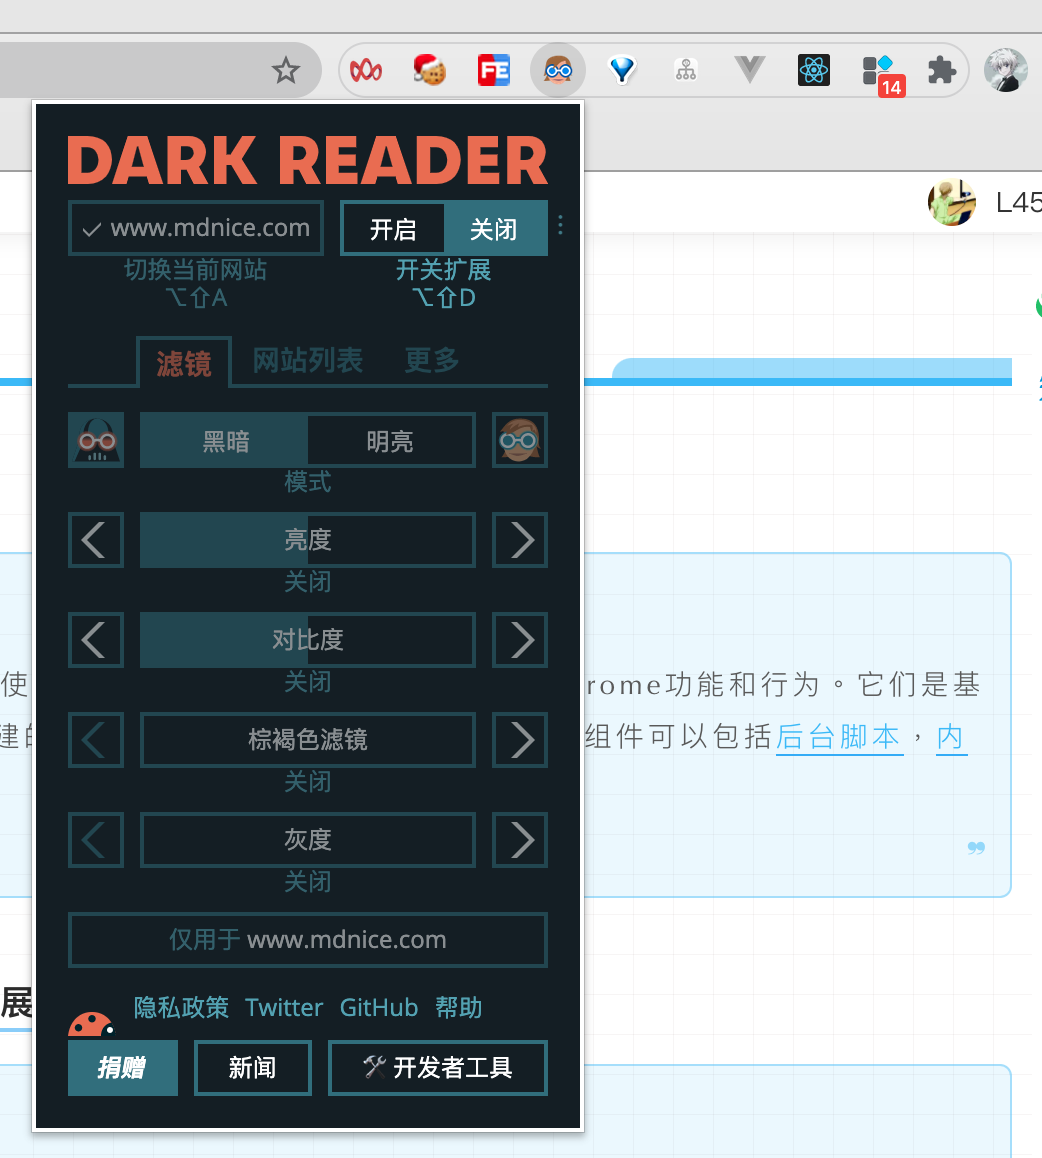 FE
14
DARK READER
L45
www.mdnice.com
开启
关闭
切换当前网站
⌥⇧A
开关扩展
⌥⇧D
滤镜
网站列表
更多
黑暗
明亮
模式
亮度
关闭
对比度
关闭
使
rome功能和行为。它们是基
建的
组件可以包括后台脚本，内
棕褐色滤镜
关闭
灰度
关闭
❞
仅用于 www.mdnice.com
展
隐私政策 Twitter GitHub 帮助
捐赠
新闻
🛠 开发者工具